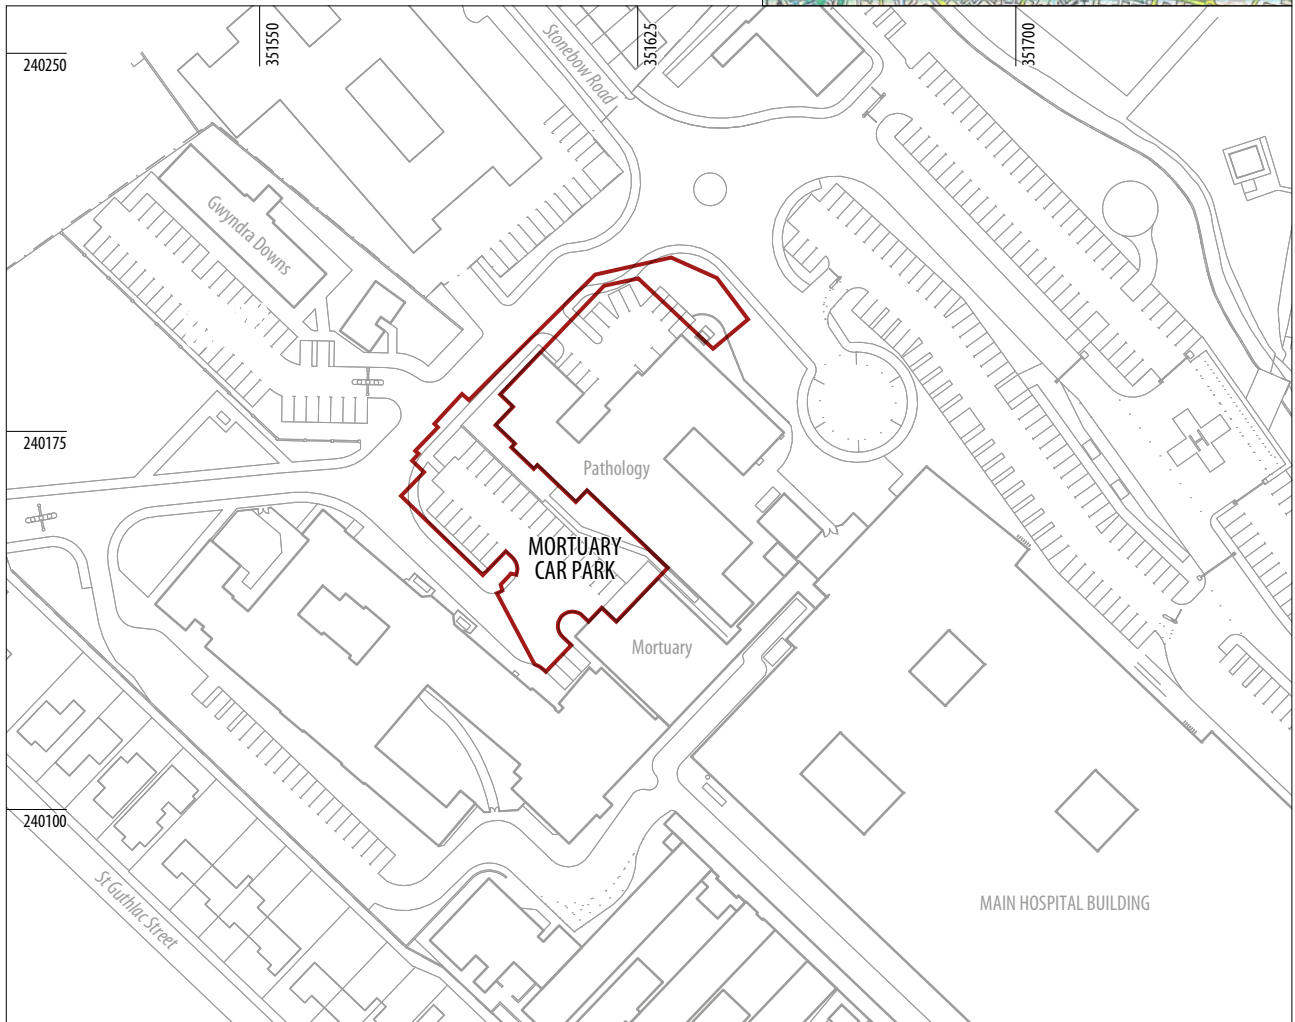 351550
351625
351700
240250
Stonebow Road
Gwyndra Downs
240175
Pathology
MORTUARY
CAR PARK
Mortuary
240100
St Guthlac Street
MAIN HOSPITAL BUILDING